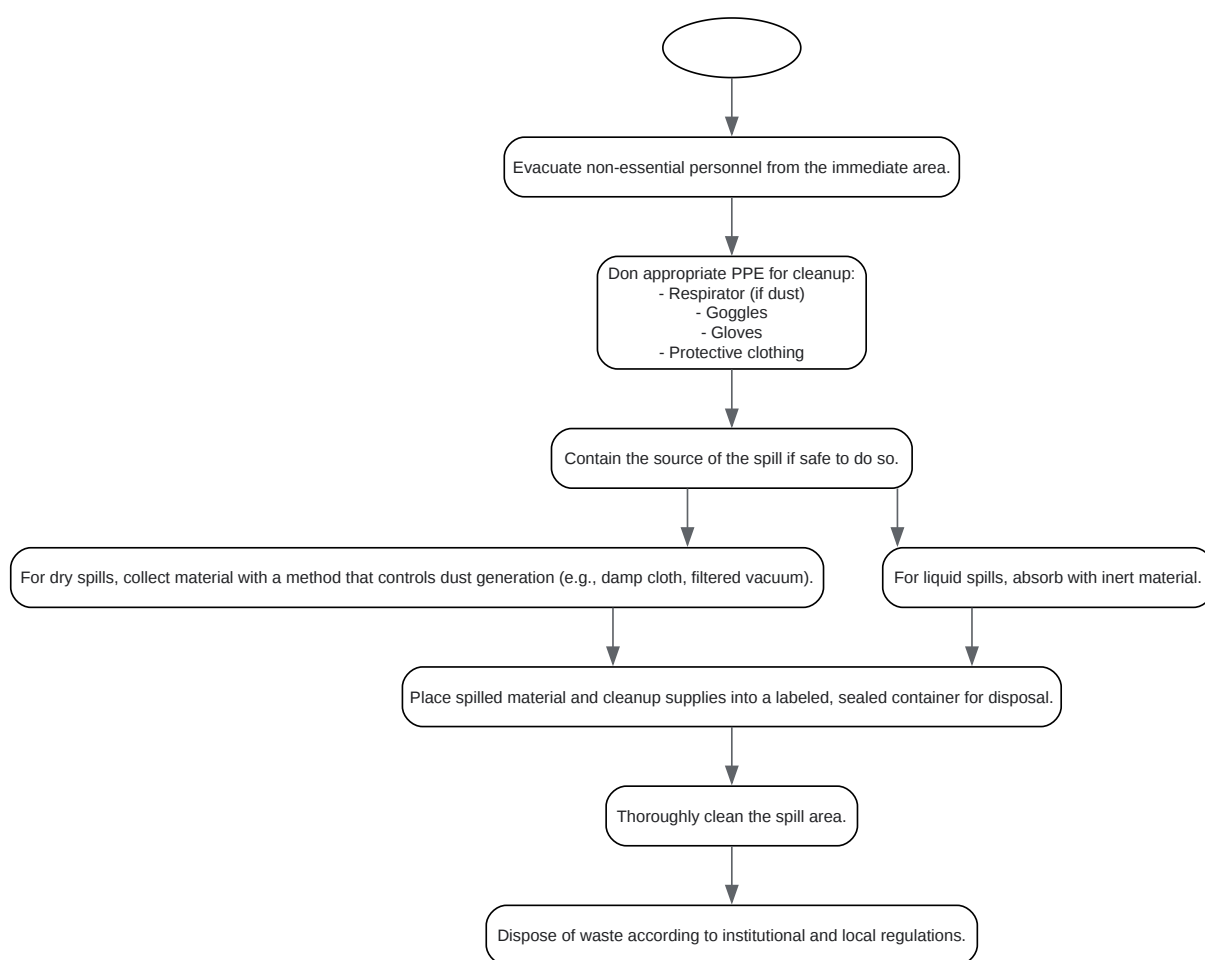 Evacuate non-essential personnel from the immediate area.
Don appropriate PPE for cleanup:
- Respirator (if dust)
- Goggles
- Gloves
- Protective clothing
Contain the source of the spill if safe to do so.
For dry spills, collect material with a method that controls dust generation (e.g., damp cloth, filtered vacuum).
For liquid spills, absorb with inert material.
Place spilled material and cleanup supplies into a labeled, sealed container for disposal.
Thoroughly clean the spill area.
Dispose of waste according to institutional and local regulations.